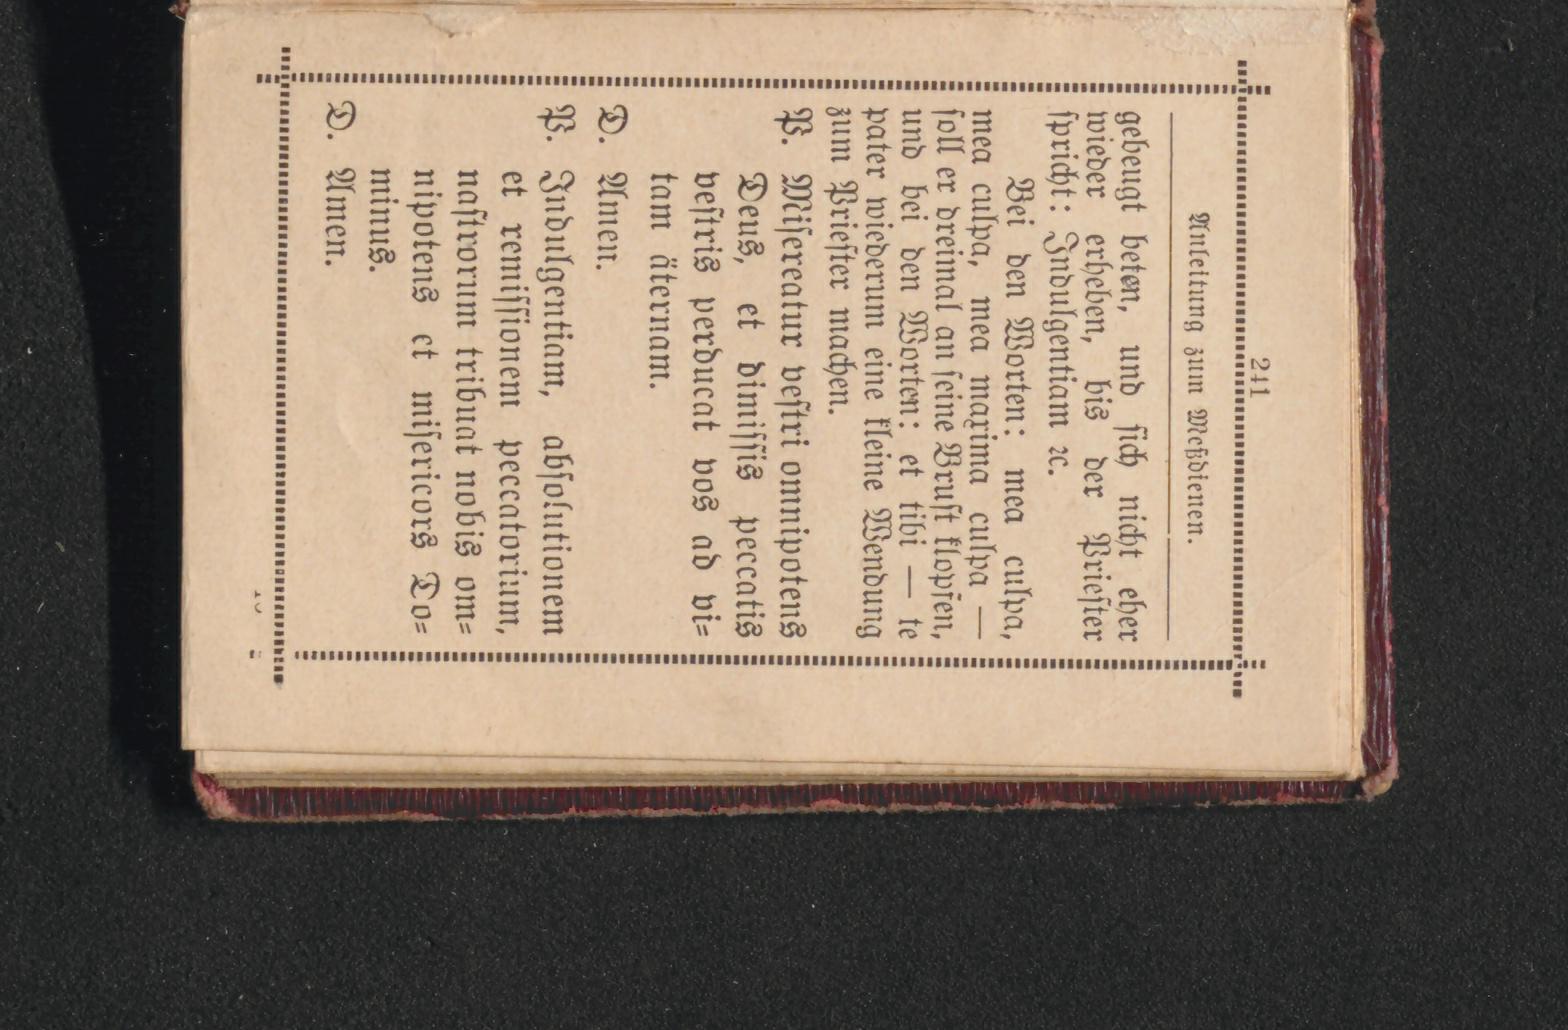 241
Anleitung zum Meßdienen.
gebeugt beten, und sich nicht eher
wieder erheben, bis der Priester
spricht: Indulgentiam ꝛc.
Bei den Worten: mea culpa,
mea culpa, mea maxima culpa —
soll er dreimal an seine Brust klopfen,
und bei den Worten: et tibi — te
pater wiederum eine kleine Wendung
zum Priester machen.
P. Misereatur vestri omnipotens
Deus, et dimissis peccatis
vestris perducat vos ad vi=
tam äternam.
D. Amen.
P. Indulgentiam, absolutionem
et remissionem peccatorium,
nastrorum tribuat nobis om=
nipotens et misericors Do=
minus.
D. Amen.